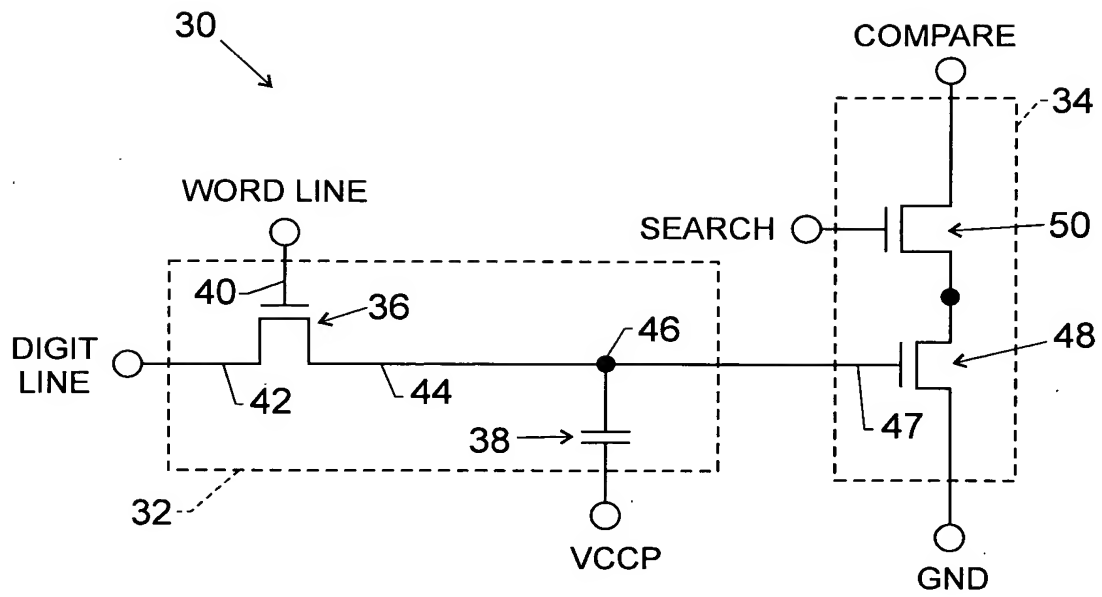 30
COMPARE
34
WORD LINE
SEARCH
50
40
36
DIGIT
LINE
46
48
42
44
38
47
32
VCCP
GND